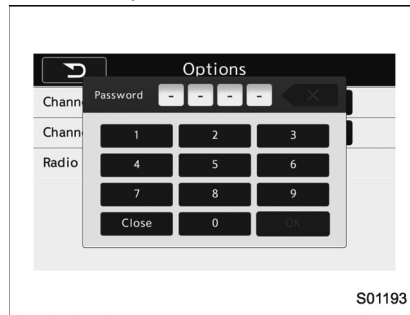 Options
Password - - - -
Chann
Chann
Radio
1 2 3
4 5 6
7 8 9
Close 0 OK
S01193